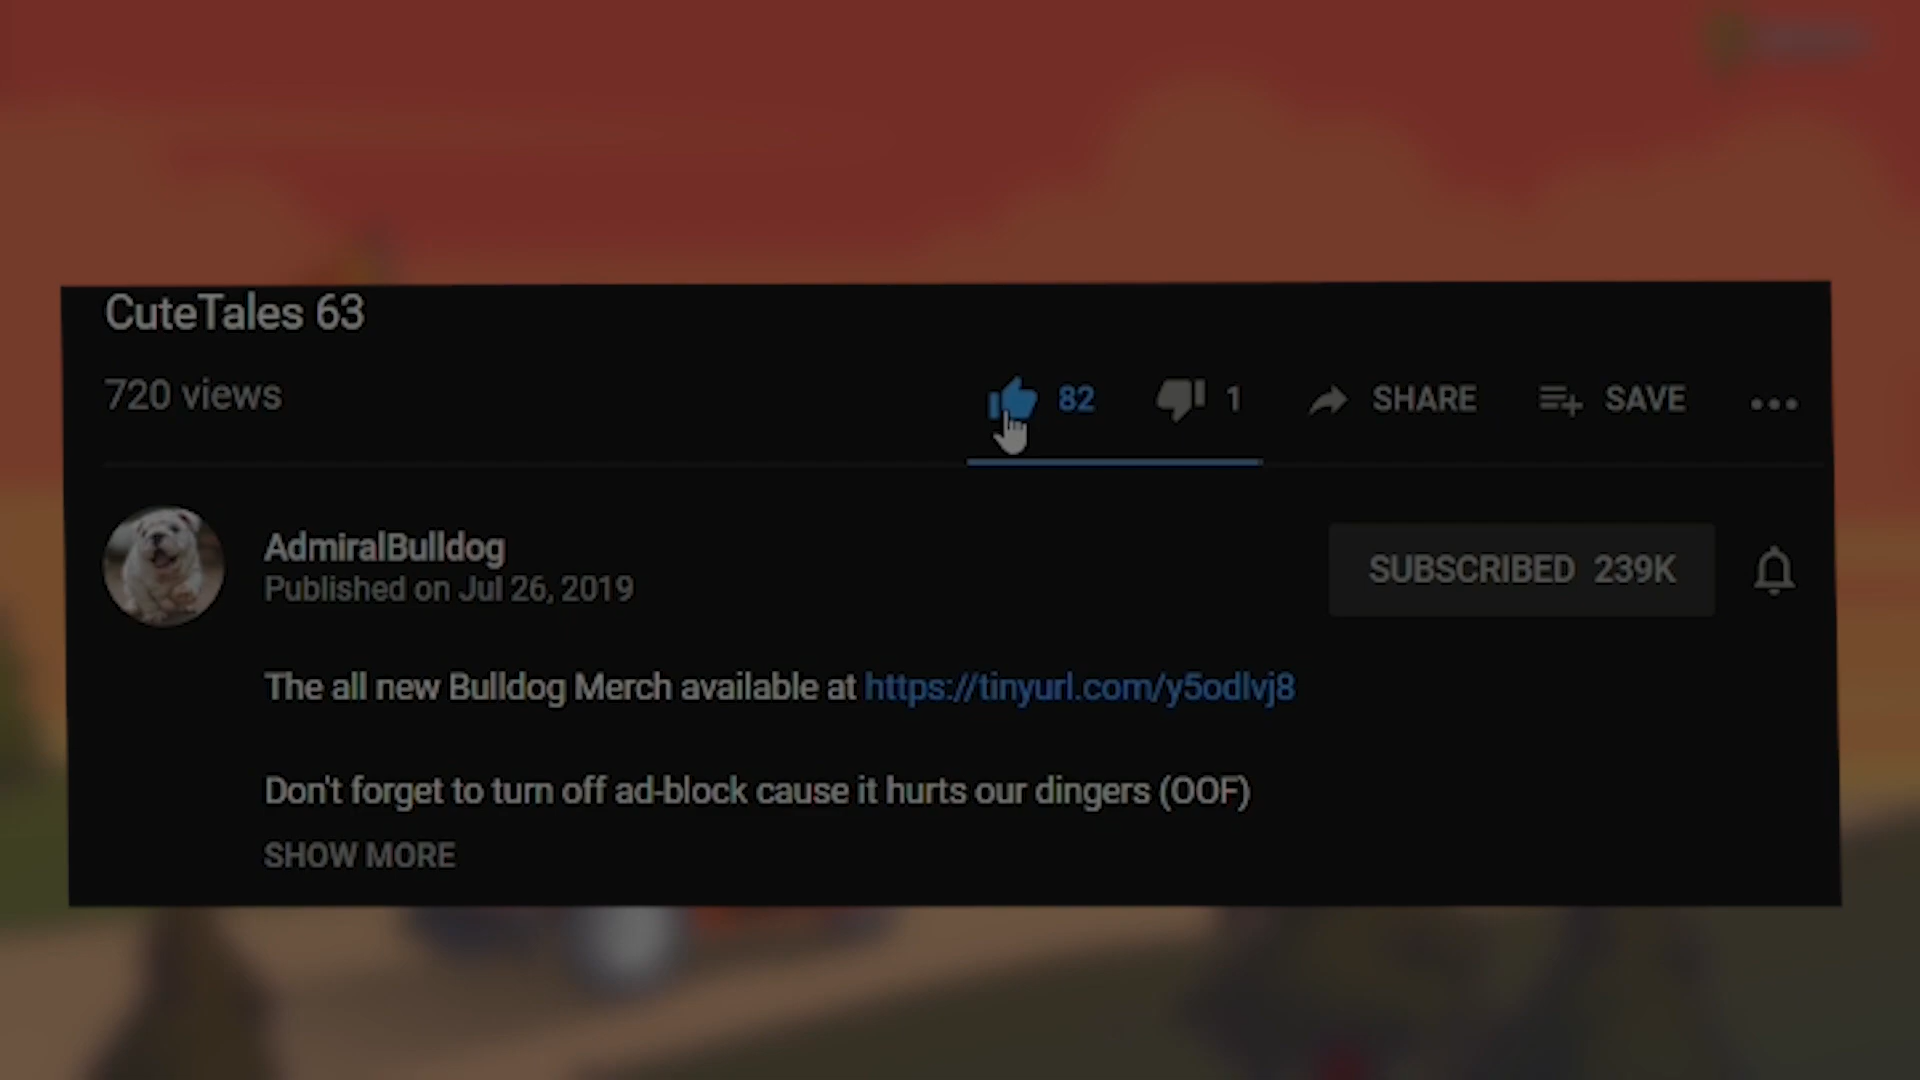 CuteTales 63
720 views
82 1 SHARE SAVE
AdmiralBulldog
Published on Jul 26, 2019
SUBSCRIBED 239K
The all new Bulldog Merch available at https://tinyurl.com/y5odlvj8
Don't forget to turn off ad-block cause it hurts our dingers (OOF)
SHOW MORE